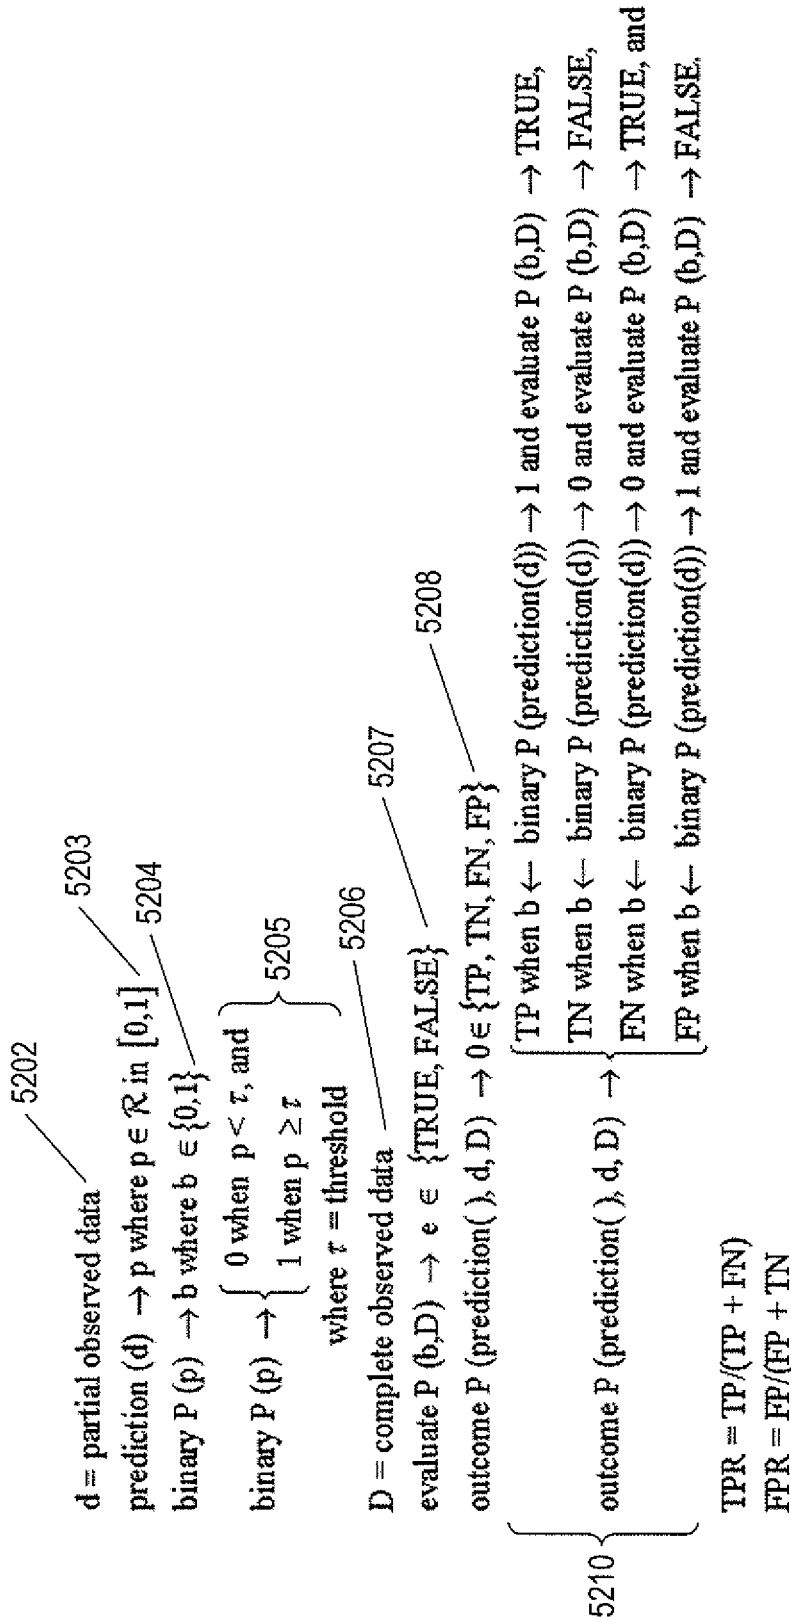 5202
d = partial observed data
5203
prediction (d) → p where p ∈ ℛ in [0,1]
5204
binary P (p) → b where b ∈ {0,1}
binary P (p) → { 0 when p < τ, and
1 when p ≥ τ } 5205
where τ = threshold
5206
D = complete observed data
5207
evaluate P (b,D) → e ∈ {TRUE, FALSE}
5208
outcome P (prediction( ), d, D) → 0 ∈ {TP, TN, FN, FP}
5210 { outcome P (prediction( ), d, D) → { TP when b ← binary P (prediction(d)) → 1 and evaluate P (b,D) → TRUE,
TN when b ← binary P (prediction(d)) → 0 and evaluate P (b,D) → FALSE,
FN when b ← binary P (prediction(d)) → 0 and evaluate P (b,D) → TRUE, and
FP when b ← binary P (prediction(d)) → 1 and evaluate P (b,D) → FALSE.
TPR = TP/(TP + FN)
FPR = FP/(FP + TN